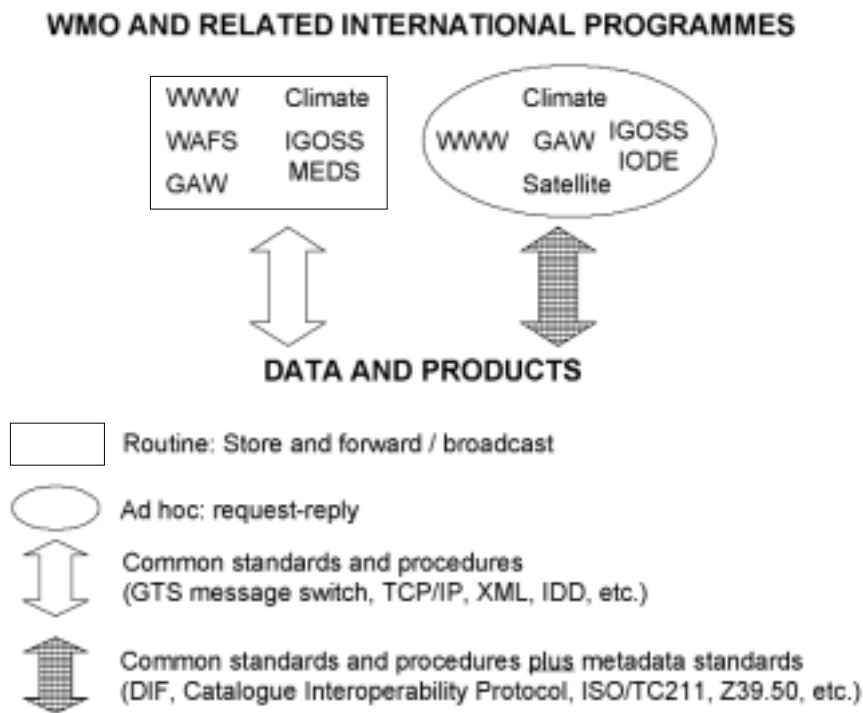 WMO AND RELATED INTERNATIONAL PROGRAMMES
WWW Climate
WAFS IGOSS
MEDS
GAW
Climate
WWW GAW IGOSS
IODE
Satellite
DATA AND PRODUCTS
Routine: Store and forward / broadcast
Ad hoc: request-reply
Common standards and procedures
(GTS message switch, TCP/IP, XML, IDD, etc.)
Common standards and procedures plus metadata standards
(DIF, Catalogue Interoperability Protocol, ISO/TC211, Z39.50, etc.)